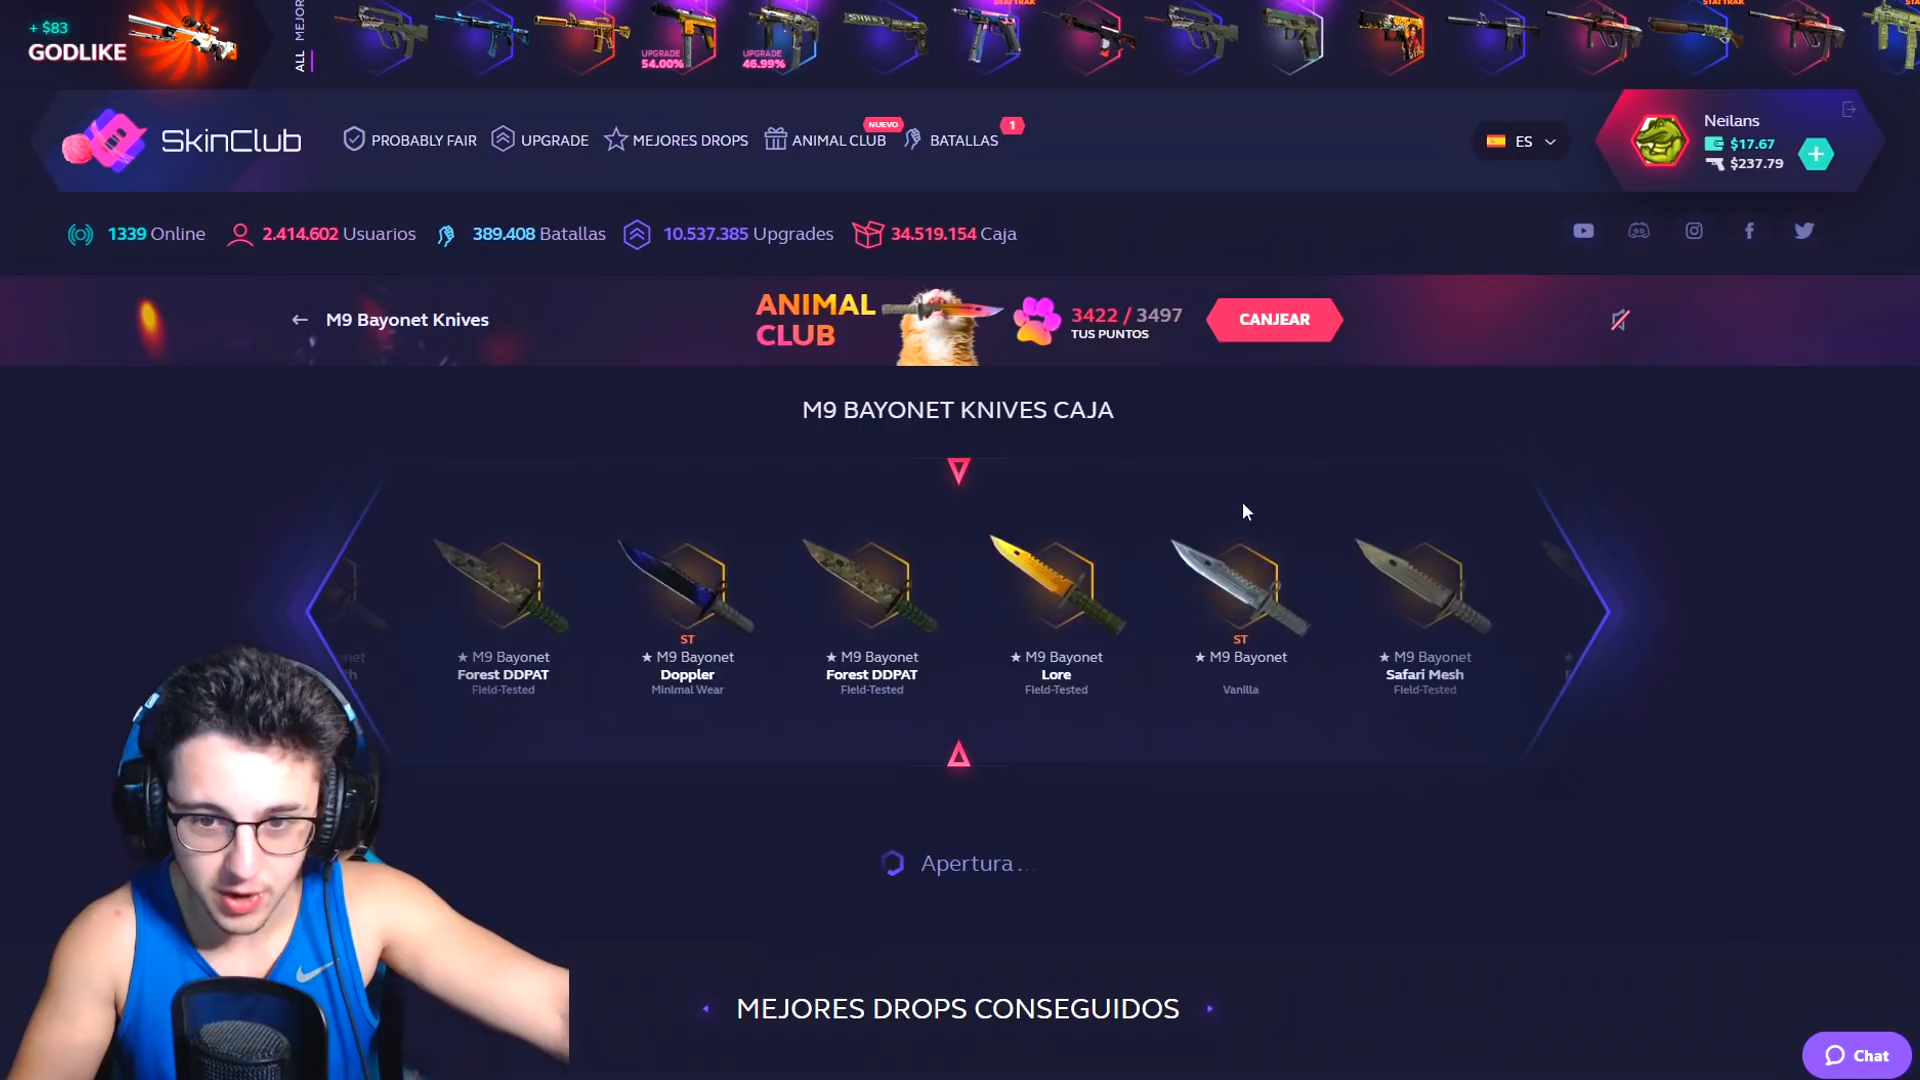 + $83
GODLIKE
ALL
MEJOR
UPGRADE
54.00%
UPGRADE
46.99%
STATTRAK
STATTRAK
SkinClub
PROBABLY FAIR
UPGRADE
MEJORES DROPS
ANIMAL CLUB
NUEVO
BATALLAS
1
ES
Neilans
$17.67
$237.79
+
1339 Online
2.414.602 Usuarios
389.408 Batallas
10.537.385 Upgrades
34.519.154 Caja
← M9 Bayonet Knives
ANIMAL
CLUB
3422 / 3497
TUS PUNTOS
CANJEAR
M9 BAYONET KNIVES CAJA
★ M9 Bayonet
Forest DDPAT
Field-Tested
ST
★ M9 Bayonet
Doppler
Minimal Wear
★ M9 Bayonet
Forest DDPAT
Field-Tested
★ M9 Bayonet
Lore
Field-Tested
ST
★ M9 Bayonet
Vanilla
★ M9 Bayonet
Safari Mesh
Field-Tested
Apertura...
MEJORES DROPS CONSEGUIDOS
Chat